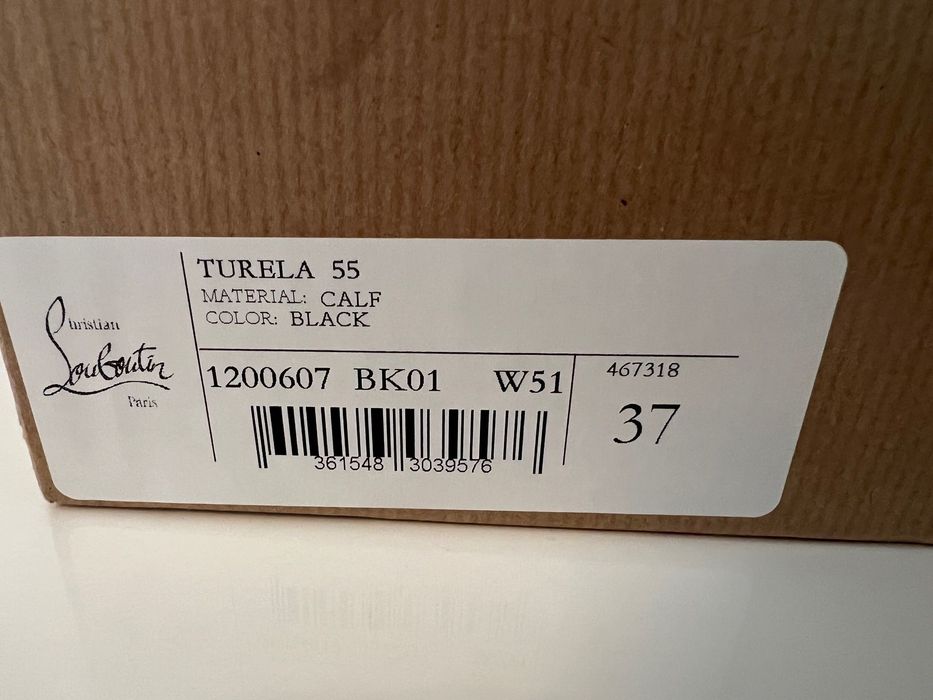 Christian
Louboutin
Paris
TURELA 55
MATERIAL: CALF
COLOR: BLACK
1200607 BK01 W51
361548 3039576
467318
37